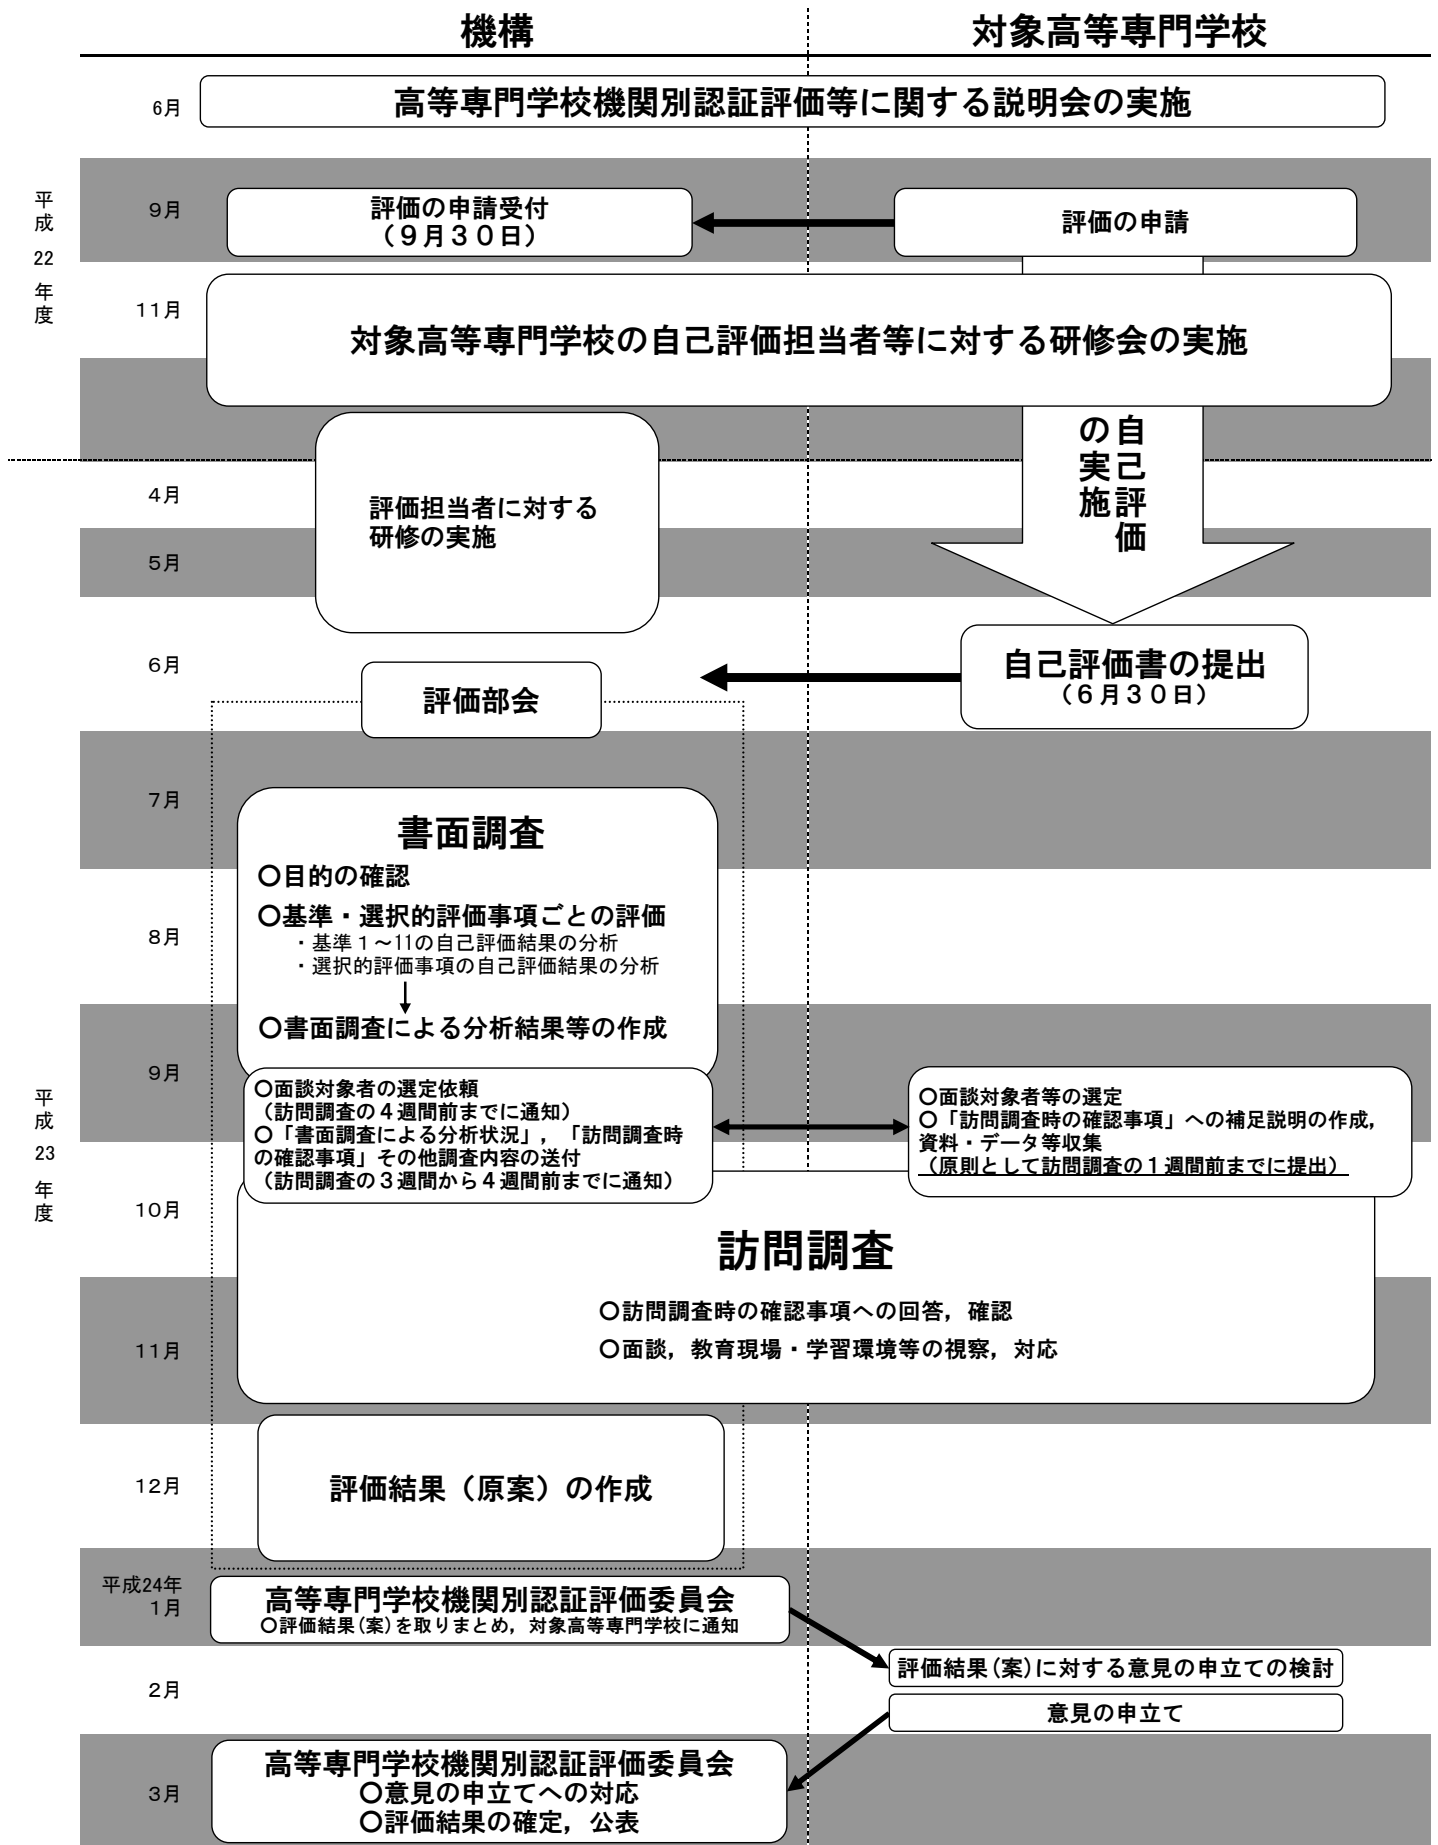 機構
対象高等専門学校
6月
高等専門学校機関別認証評価等に関する説明会の実施
平成22年度
9月
評価の申請受付
（9月30日）
評価の申請
11月
対象高等専門学校の自己評価担当者等に対する研修会の実施
自己評価
の実施
4月
評価担当者に対する
研修の実施
5月
6月
自己評価書の提出
（6月30日）
評価部会
7月
書面調査
○目的の確認
○基準・選択的評価事項ごとの評価
・基準１～11の自己評価結果の分析
・選択的評価事項の自己評価結果の分析
8月
○書面調査による分析結果等の作成
9月
平成23年度
○面談対象者の選定依頼
（訪問調査の４週間前までに通知）
○「書面調査による分析状況」，「訪問調査時
の確認事項」その他調査内容の送付
（訪問調査の３週間から４週間前までに通知）
○面談対象者等の選定
○「訪問調査時の確認事項」への補足説明の作成，
資料・データ等収集
（原則として訪問調査の１週間前までに提出）
10月
訪問調査
○訪問調査時の確認事項への回答，確認
○面談，教育現場・学習環境等の視察，対応
11月
12月
評価結果（原案）の作成
平成24年
1月
高等専門学校機関別認証評価委員会
○評価結果(案)を取りまとめ，対象高等専門学校に通知
評価結果(案)に対する意見の申立ての検討
2月
意見の申立て
3月
高等専門学校機関別認証評価委員会
○意見の申立てへの対応
○評価結果の確定，公表